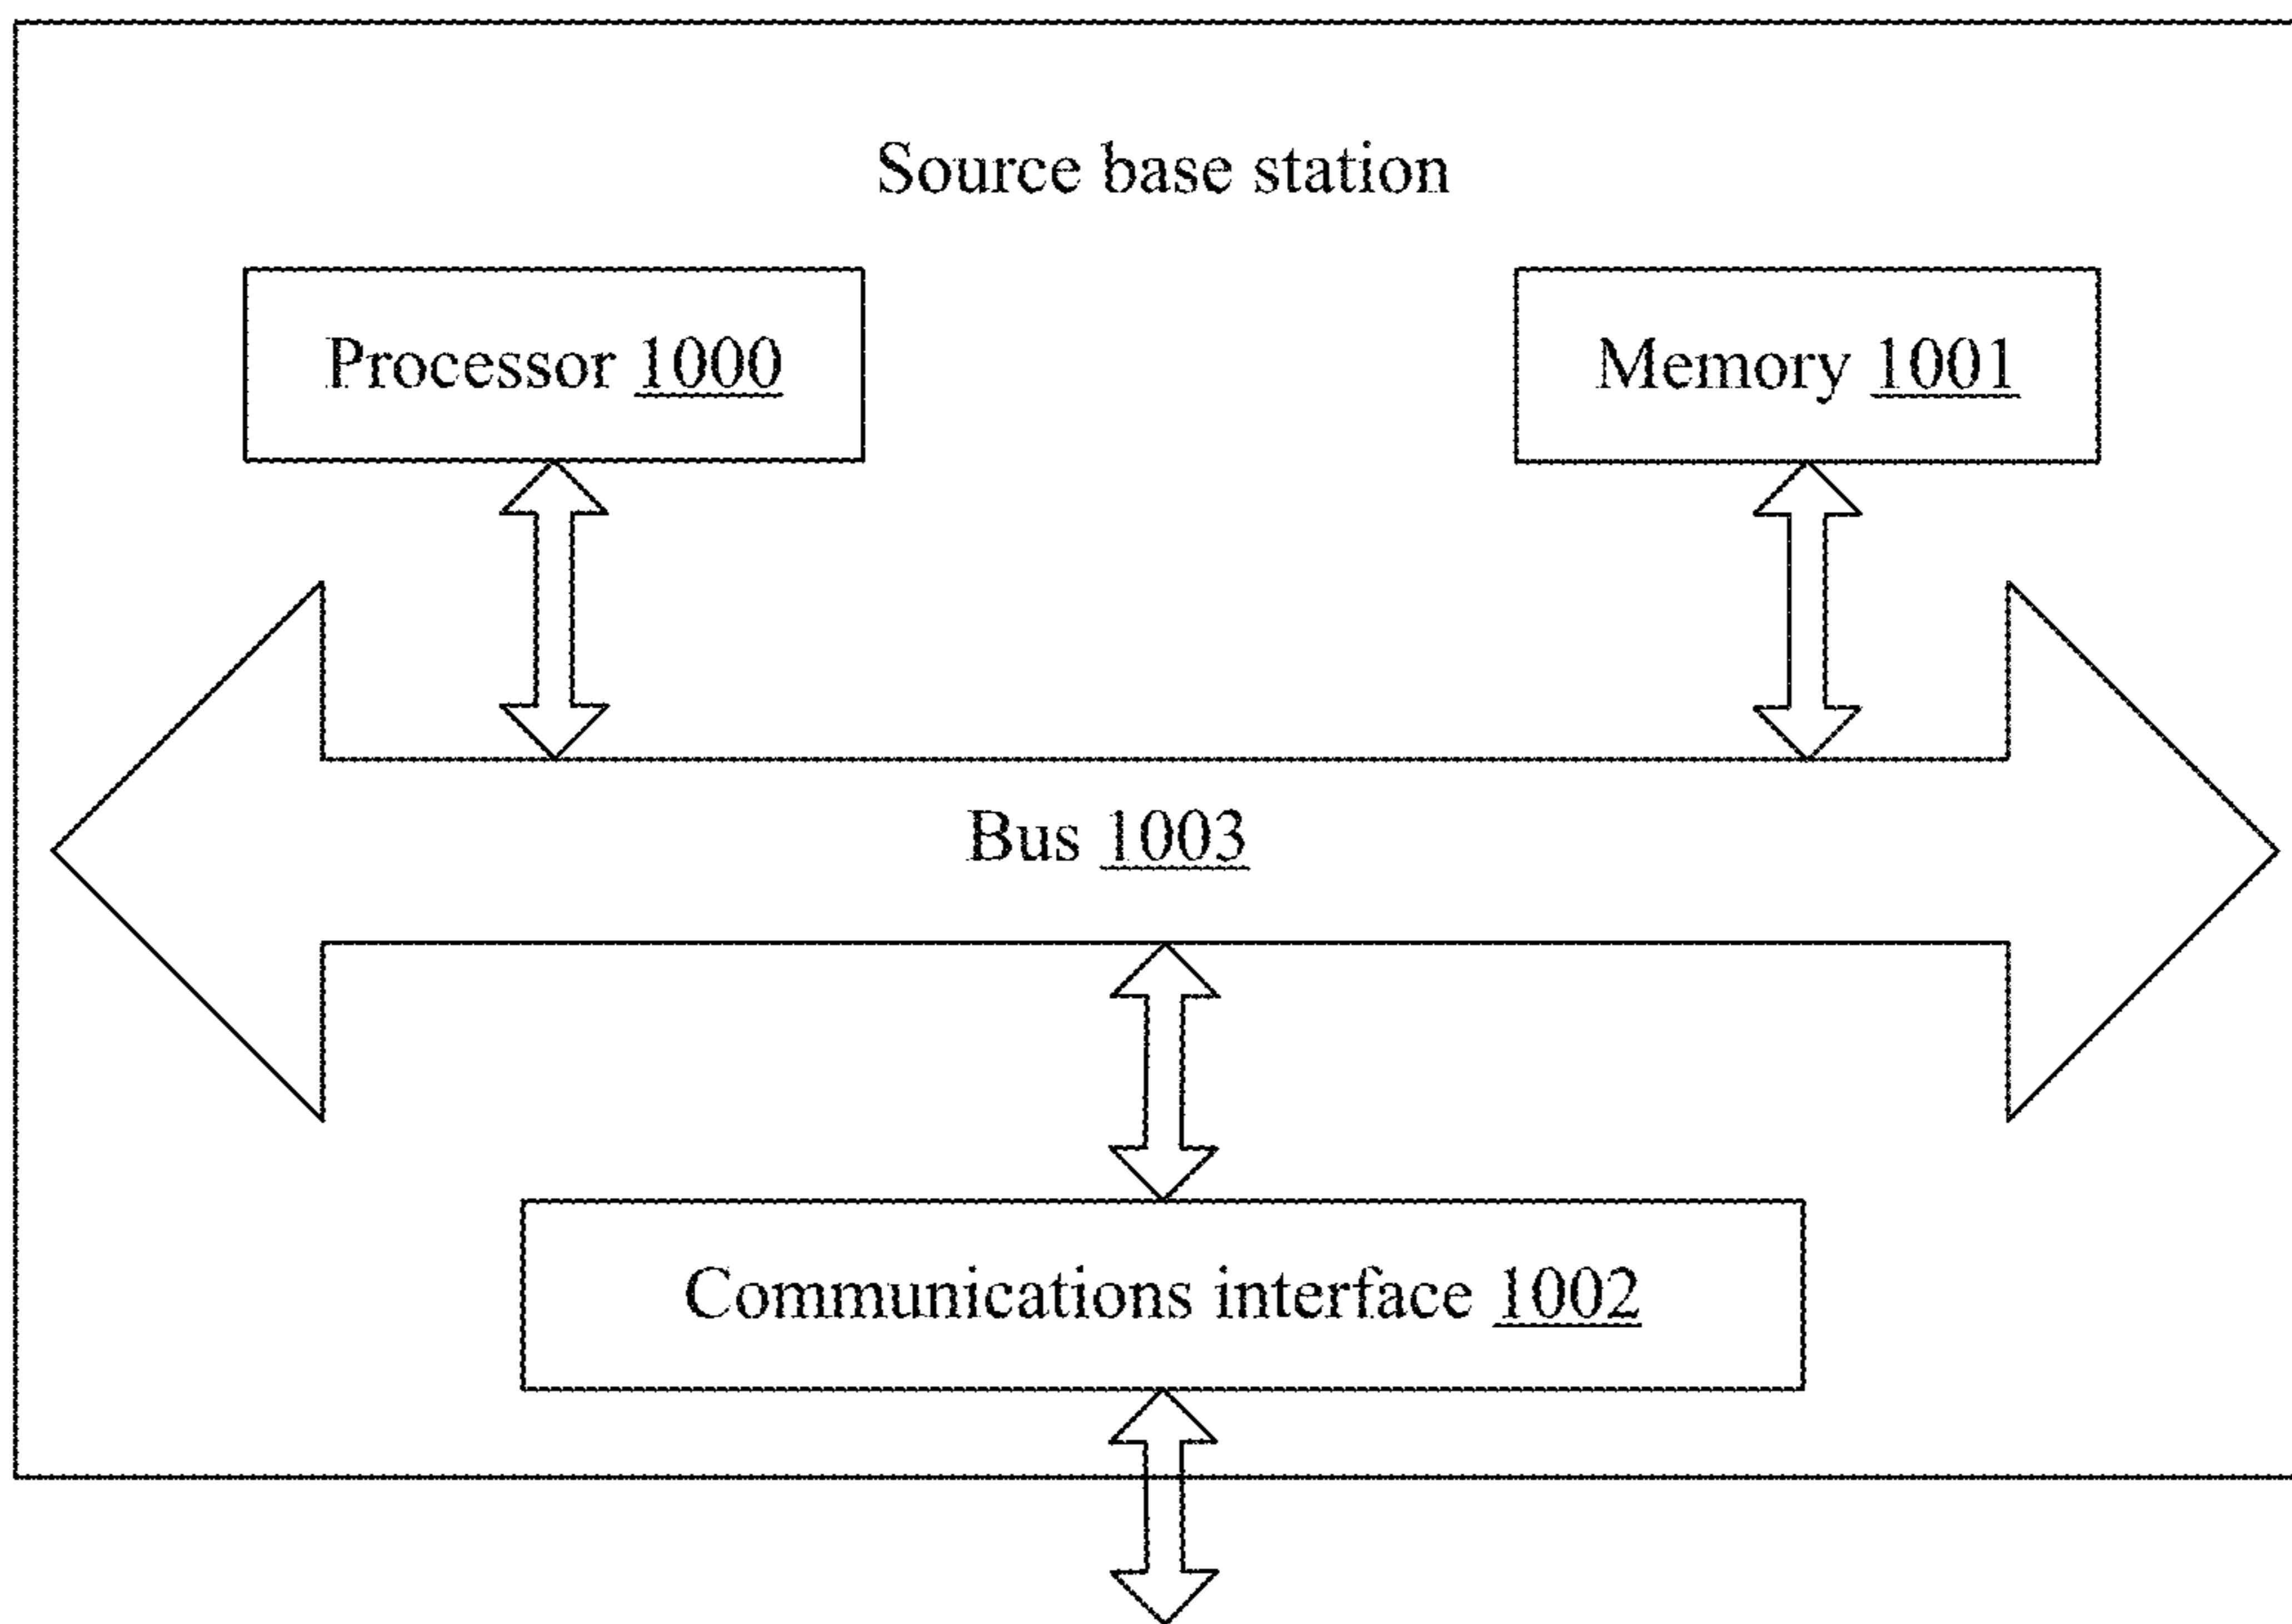 Source base station
Processor 1000
Memory 1001
Bus 1003
Communications interface 1002